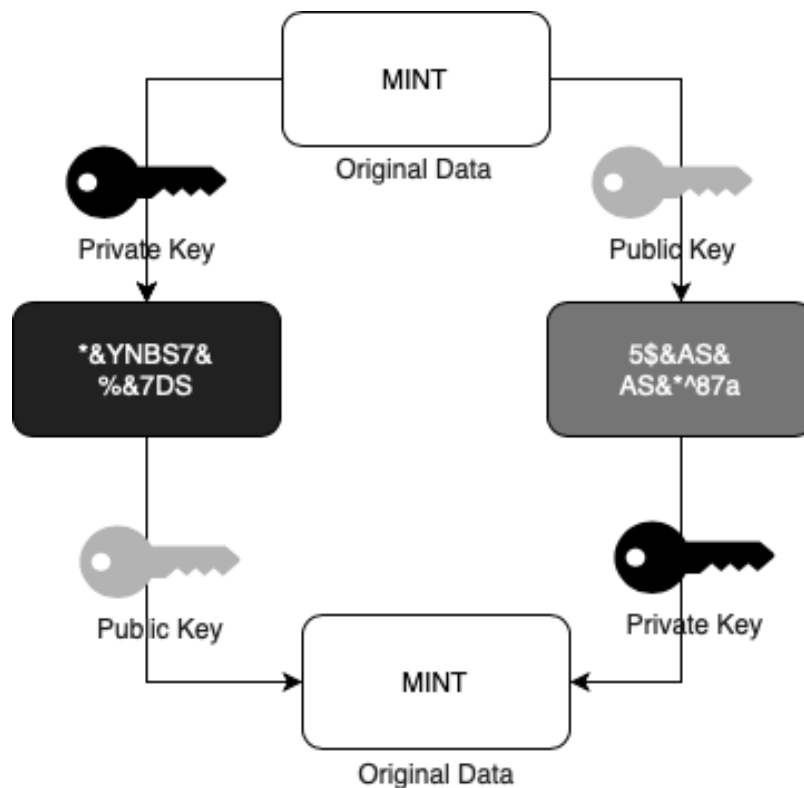 MINT
Original Data
Private Key
Public Key
*&YNBS7&
%&7DS
5$&AS&
AS&*^87a
Public Key
Private Key
MINT
Original Data